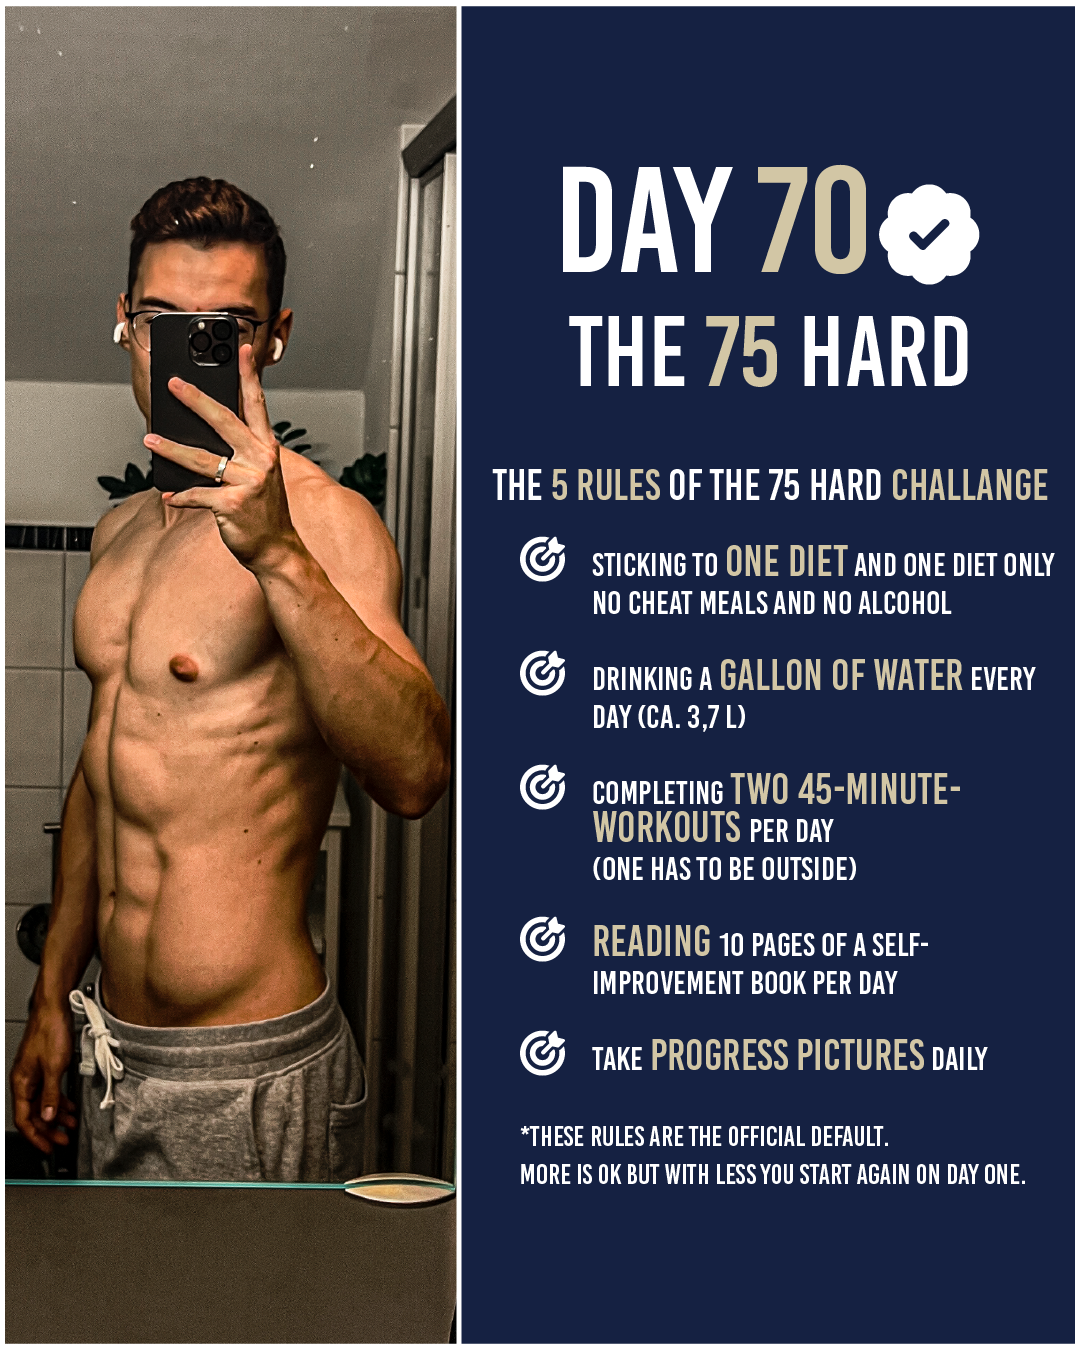 DAY 70
THE 75 HARD
THE 5 RULES OF THE 75 HARD CHALLANGE
STICKING TO ONE DIET AND ONE DIET ONLY
NO CHEAT MEALS AND NO ALCOHOL
DRINKING A GALLON OF WATER EVERY
DAY (CA. 3,7 L)
COMPLETING TWO 45-MINUTE-
WORKOUTS PER DAY
(ONE HAS TO BE OUTSIDE)
READING 10 PAGES OF A SELF-
IMPROVEMENT BOOK PER DAY
TAKE PROGRESS PICTURES DAILY
*THESE RULES ARE THE OFFICIAL DEFAULT.
MORE IS OK BUT WITH LESS YOU START AGAIN ON DAY ONE.